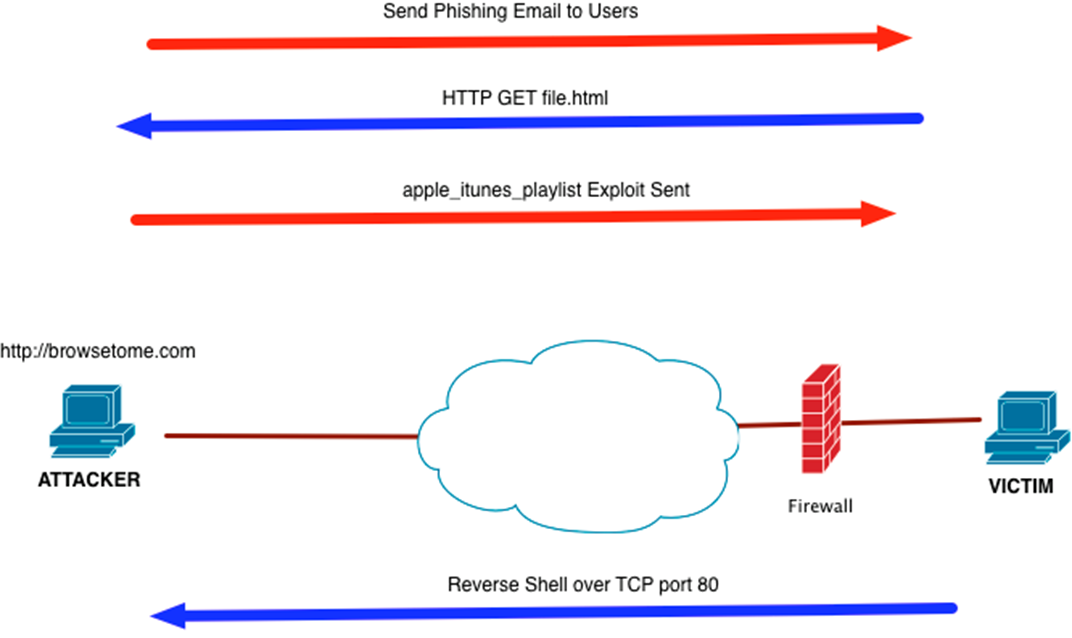 Send Phishing Email to Users
HTTP GET file.html
apple_itunes_playlist Exploit Sent
http://browsetome.com
ATTACKER
Firewall
VICTIM
Reverse Shell over TCP port 80